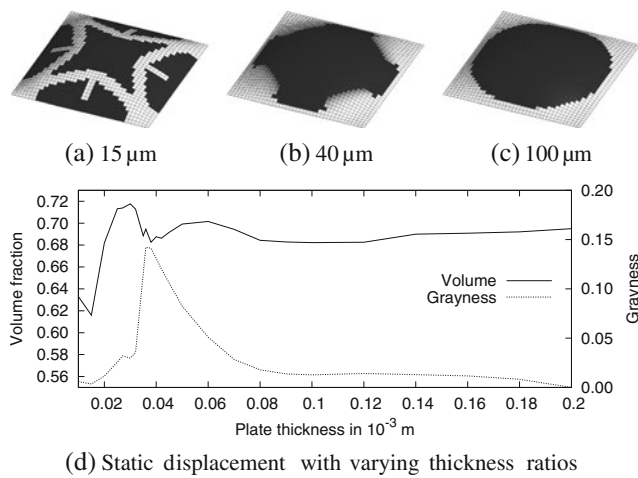 (a) 15 µm (b) 40 µm (c) 100 µm
0.72 0.20
0.70
0.68 0.15
0.66
Volume fraction
Volume
0.64 0.10
Grayness
Grayness
0.62
0.60 0.05
0.58
0.56 0.00
0.02 0.04 0.06 0.08 0.1 0.12 0.14 0.16 0.18 0.2
Plate thickness in 10⁻³ m
(d) Static displacement with varying thickness ratios